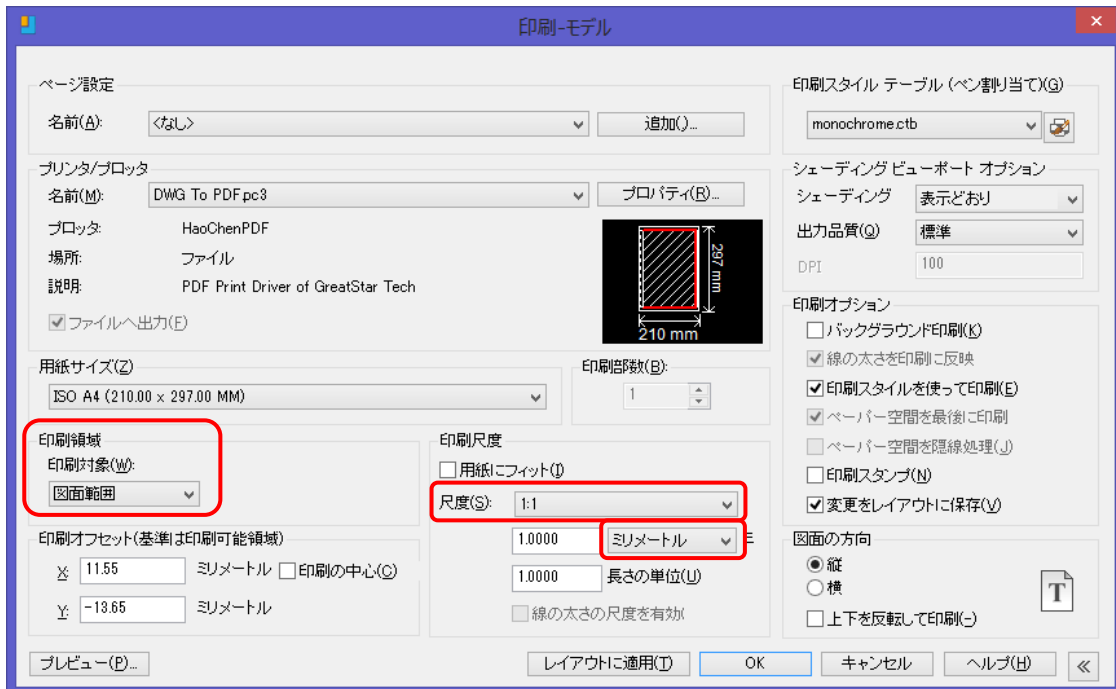 印刷-モデル
ページ設定
名前(A):
<なし>
追加()...
プリンタ/プロッタ
名前(M):
DWG To PDF.pc3
プロパティ(R)...
プロッタ:
HaoChenPDF
場所:
ファイル
説明:
PDF Print Driver of GreatStar Tech
ファイルへ出力(F)
297 mm
210 mm
用紙サイズ(Z)
ISO A4 (210.00 x 297.00 MM)
印刷部数(B):
1
印刷領域
印刷対象(W):
図面範囲
印刷尺度
用紙にフィット(I)
尺度(S):
1:1
1.0000
ミリメートル
1.0000
長さの単位(U)
線の太さの尺度を有効(
印刷オフセット(基準は印刷可能領域)
X:
11.55
ミリメートル
印刷の中心(C)
Y:
-13.65
ミリメートル
印刷スタイル テーブル (ペン割り当て)(G)
monochrome.ctb
シェーディング ビューポート オプション
シェーディング
表示どおり
出力品質(Q)
標準
DPI
100
印刷オプション
バックグラウンド印刷(K)
線の太さを印刷に反映
印刷スタイルを使って印刷(E)
ペーパー空間を最後に印刷
ペーパー空間を隠線処理(J)
印刷スタンプ(N)
変更をレイアウトに保存(V)
図面の方向
縦
横
T
上下を反転して印刷(-)
プレビュー(P)...
レイアウトに適用(T)
OK
キャンセル
ヘルプ(H)